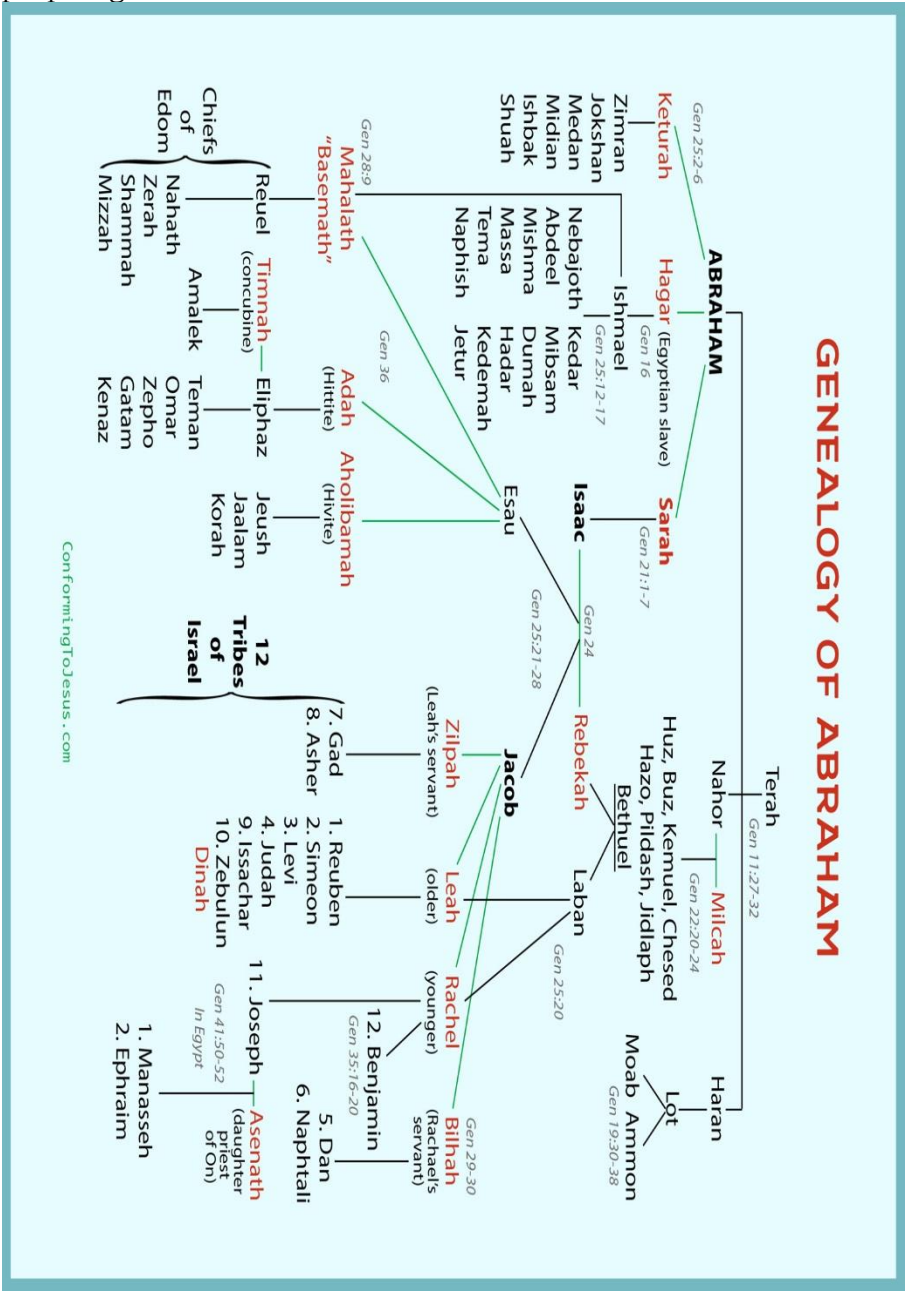 GENEALOGY OF ABRAHAM
Terah
Gen 11:27-32
ABRAHAM
Nahor
Milcah
Haran
Gen 25:2-6
Gen 22:20-24
Keturah
Hagar (Egyptian slave)
Sarah
Huz, Buz, Kemuel, Chesed
Hazo, Pildash, Jidlaph
Bethuel
Lot
Gen 16
Gen 21:1-7
Moab Ammon
Gen 19:30-38
Zimran
Jokshan
Medan
Midian
Ishbak
Shuah
Ishmael
Gen 25:12-17
Nebajoth Kedar
Abdeel Mibsam
Mishma Dumah
Massa Hadar
Tema Kedemah
Naphish Jetur
Isaac
Gen 24
Rebekah
Laban
Gen 25:20
Gen 25:21-28
Esau
Jacob
Gen 29-30
Gen 28:9
Gen 36
Mahalath
"Basemath"
Adah
(Hittite)
Aholibamah
(Hivite)
Zilpah
(Leah's servant)
Leah
(older)
Rachel
(younger)
Bilhah
(Rachael's
servant)
12. Benjamin
Gen 35:16-20
Chiefs
of
Edom
Reuel
Nahath
Zerah
Shammah
Mizzah
Timnah
(concubine)
Amalek
Eliphaz
Teman
Omar
Zepho
Gatam
Kenaz
Jeush
Jaalam
Korah
12
Tribes
of
Israel
7. Gad
8. Asher
1. Reuben
2. Simeon
3. Levi
4. Judah
9. Issachar
10. Zebulun
Dinah
5. Dan
6. Naphtali
11. Joseph
Asenath
(daughter
priest
of On)
Gen 41:50-52
In Egypt
1. Manasseh
2. Ephraim
ConformingToJesus.com